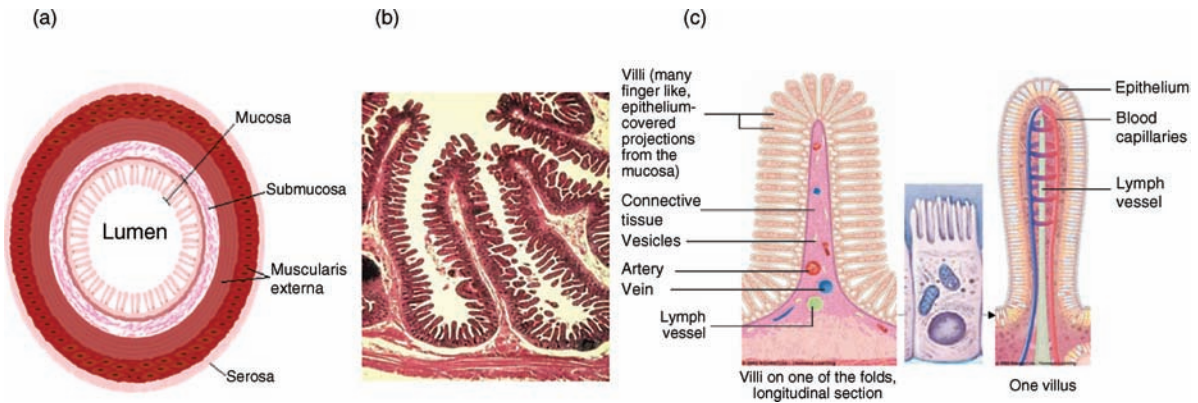 (a)
Mucosa
Submucosa
Lumen
Muscularis
externa
Serosa
(b)
(c)
Villi (many
finger like,
epithelium-
covered
projections
from the
mucosa)
Connective
tissue
Vesicles
Artery
Vein
Lymph
vessel
Villi on one of the folds,
longitudinal section
Epithelium
Blood
capillaries
Lymph
vessel
One villus